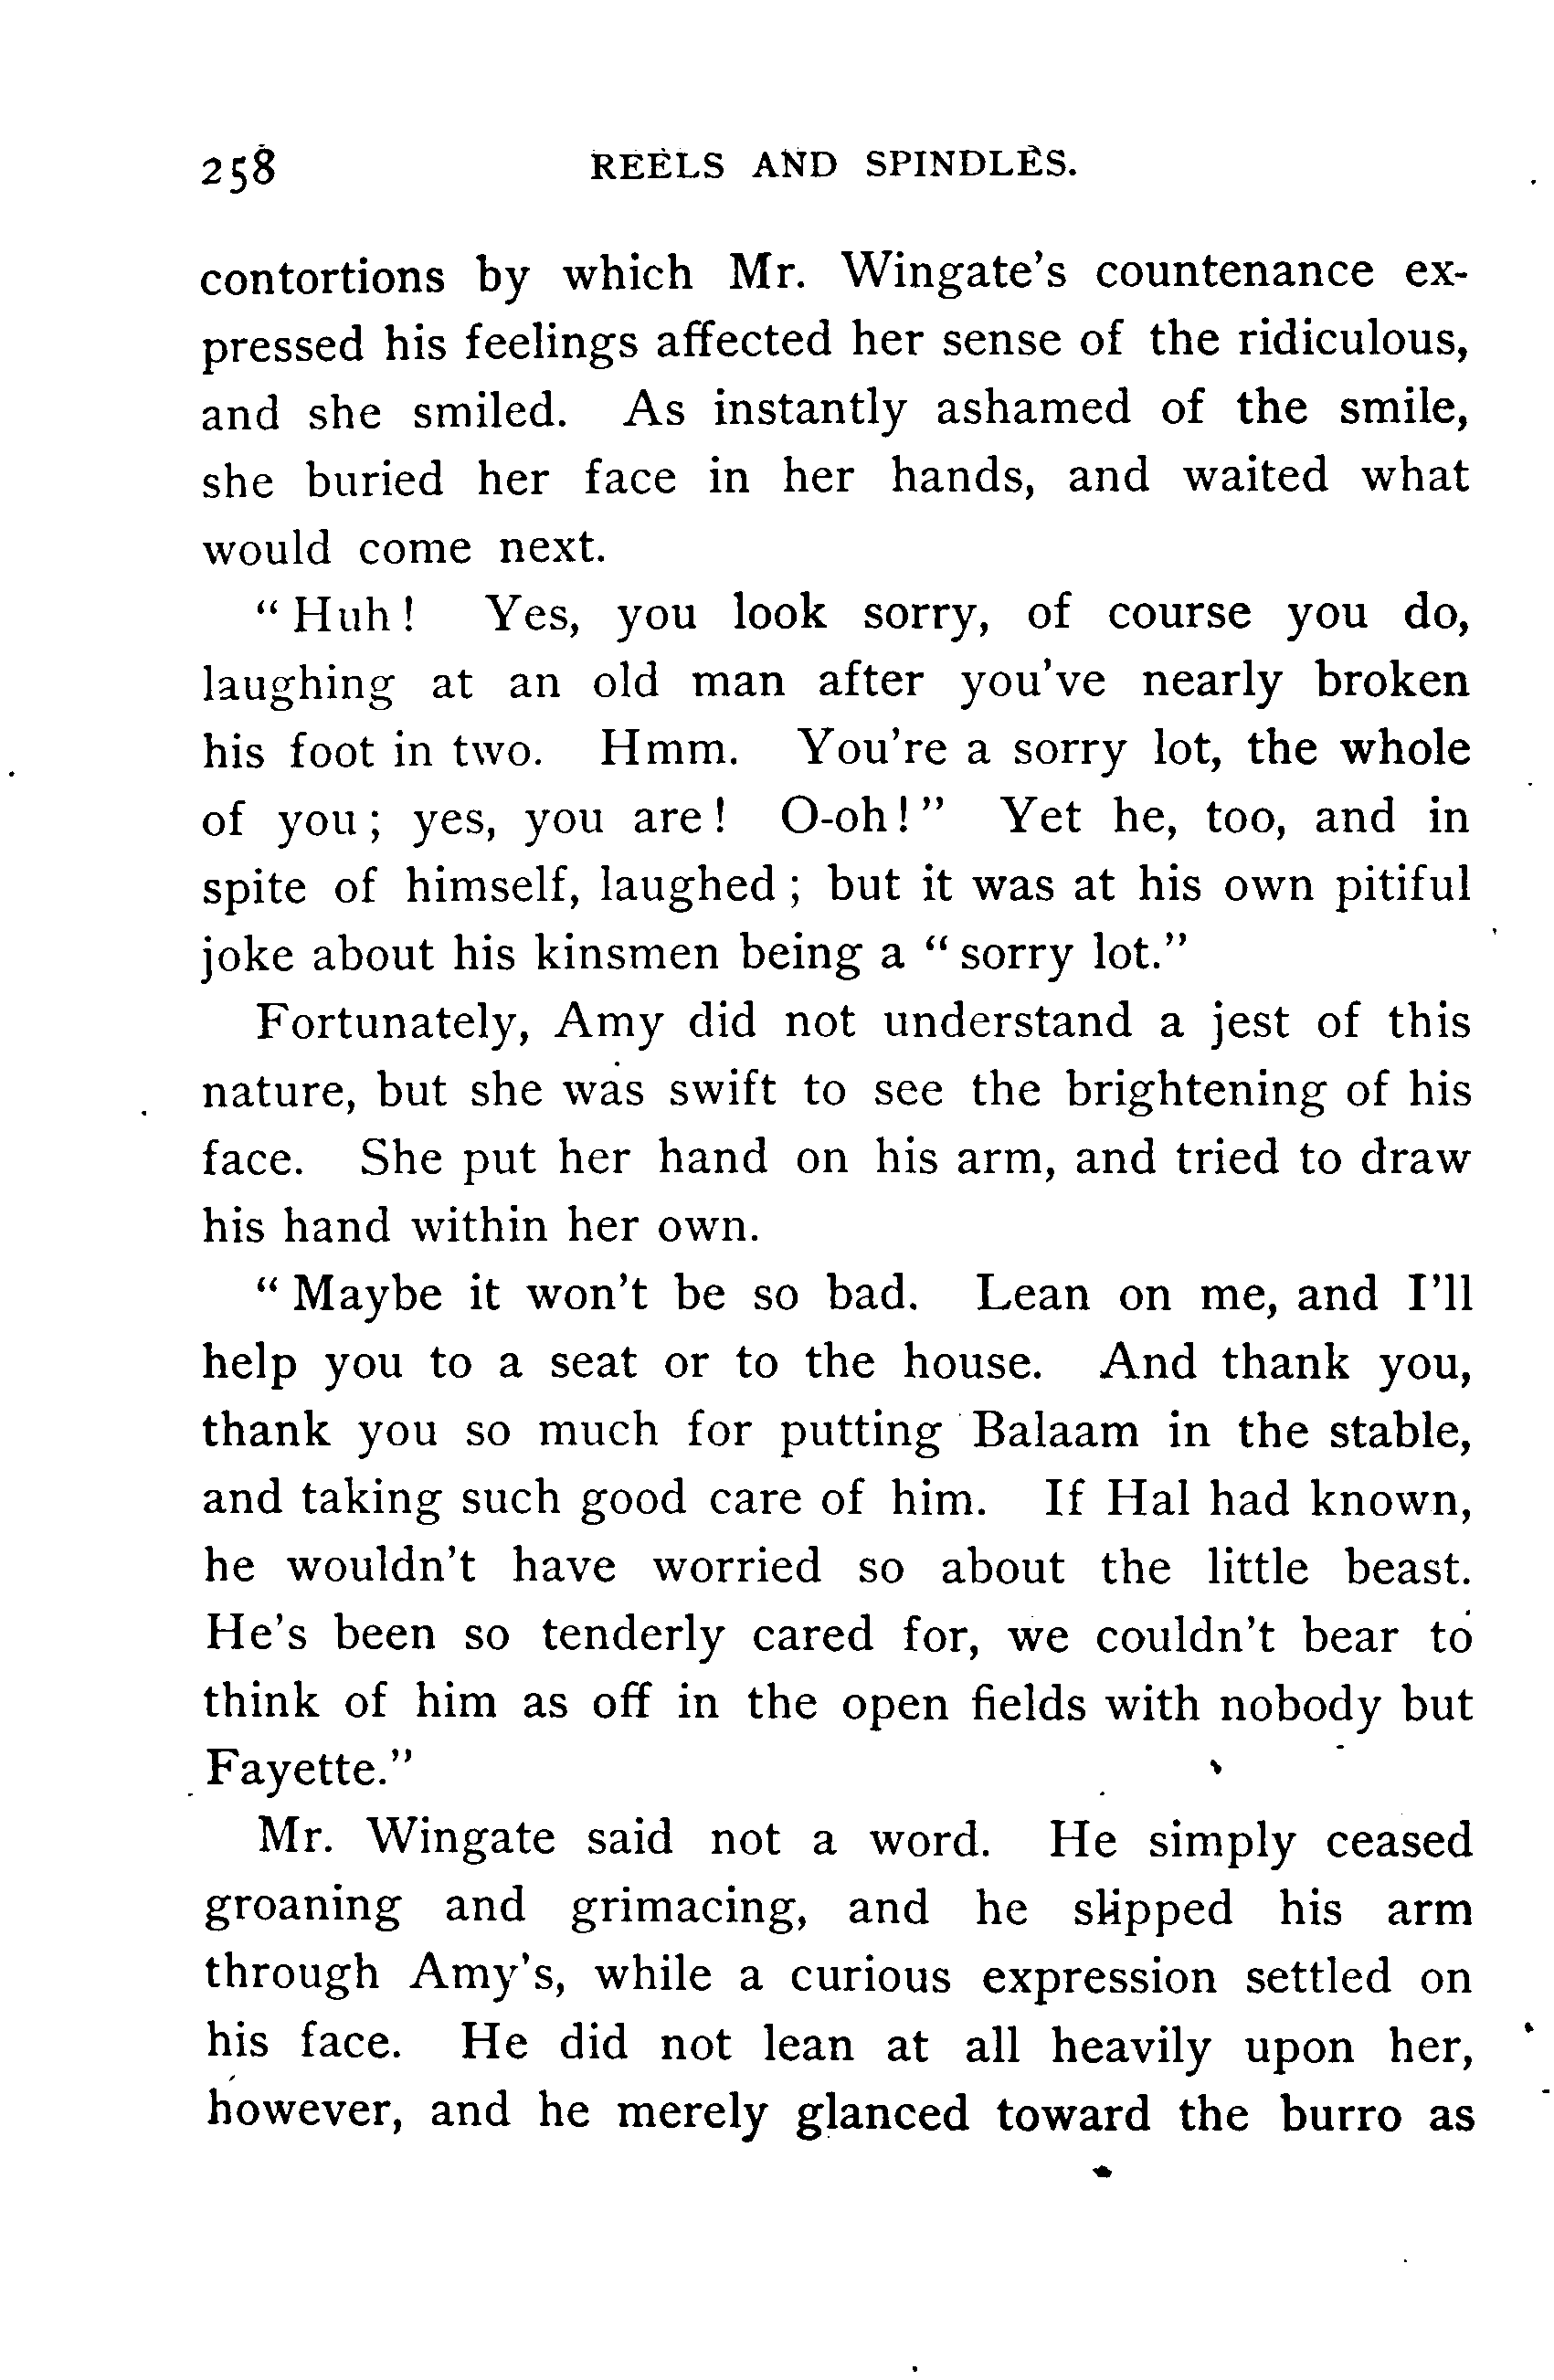 258 REELS AND SPINDLES.
contortions by which Mr. Wingate's countenance ex-
pressed his feelings affected her sense of the ridiculous,
and she smiled. As instantly ashamed of the smile,
she buried her face in her hands, and waited what
would come next.
"Huh! Yes, you look sorry, of course you do,
laughing at an old man after you've nearly broken
his foot in two. Hmm. You're a sorry lot, the whole
of you; yes, you are! O-oh!" Yet he, too, and in
spite of himself, laughed; but it was at his own pitiful
joke about his kinsmen being a "sorry lot."
Fortunately, Amy did not understand a jest of this
nature, but she was swift to see the brightening of his
face. She put her hand on his arm, and tried to draw
his hand within her own.
"Maybe it won't be so bad. Lean on me, and I'll
help you to a seat or to the house. And thank you,
thank you so much for putting Balaam in the stable,
and taking such good care of him. If Hal had known,
he wouldn't have worried so about the little beast.
He's been so tenderly cared for, we couldn't bear to
think of him as off in the open fields with nobody but
Fayette."
Mr. Wingate said not a word. He simply ceased
groaning and grimacing, and he slipped his arm
through Amy's, while a curious expression settled on
his face. He did not lean at all heavily upon her,
however, and he merely glanced toward the burro as